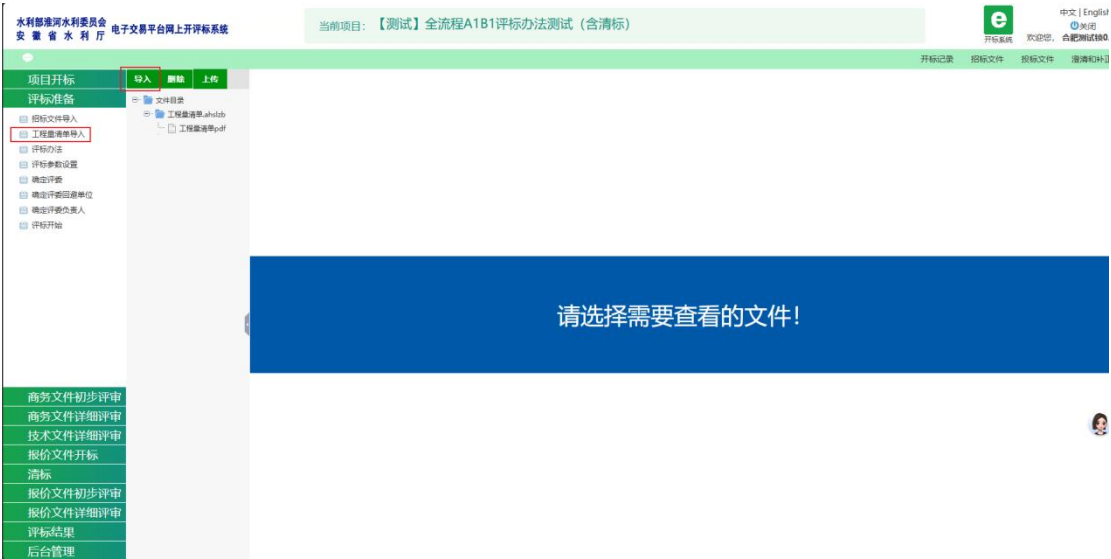 水利部淮河水利委员会
安徽省水利厅
电子交易平台网上开评标系统
当前项目：【测试】全流程A1B1评标办法测试（含清标）
e
开标系统
中文 | English
关闭
欢迎您，合肥测试独0.
开标记录 招标文件 投标文件 澄清和补正
项目开标
评标准备
招标文件导入
工程量清单导入
评标办法
评标参数设置
确定评委
确定评委回避单位
确定评委负责人
评标开始
导入 删除 上传
文件目录
工程量清单.ahslzb
工程量清单pdf
请选择需要查看的文件!
商务文件初步评审
商务文件详细评审
技术文件详细评审
报价文件开标
清标
报价文件初步评审
报价文件详细评审
评标结果
后台管理